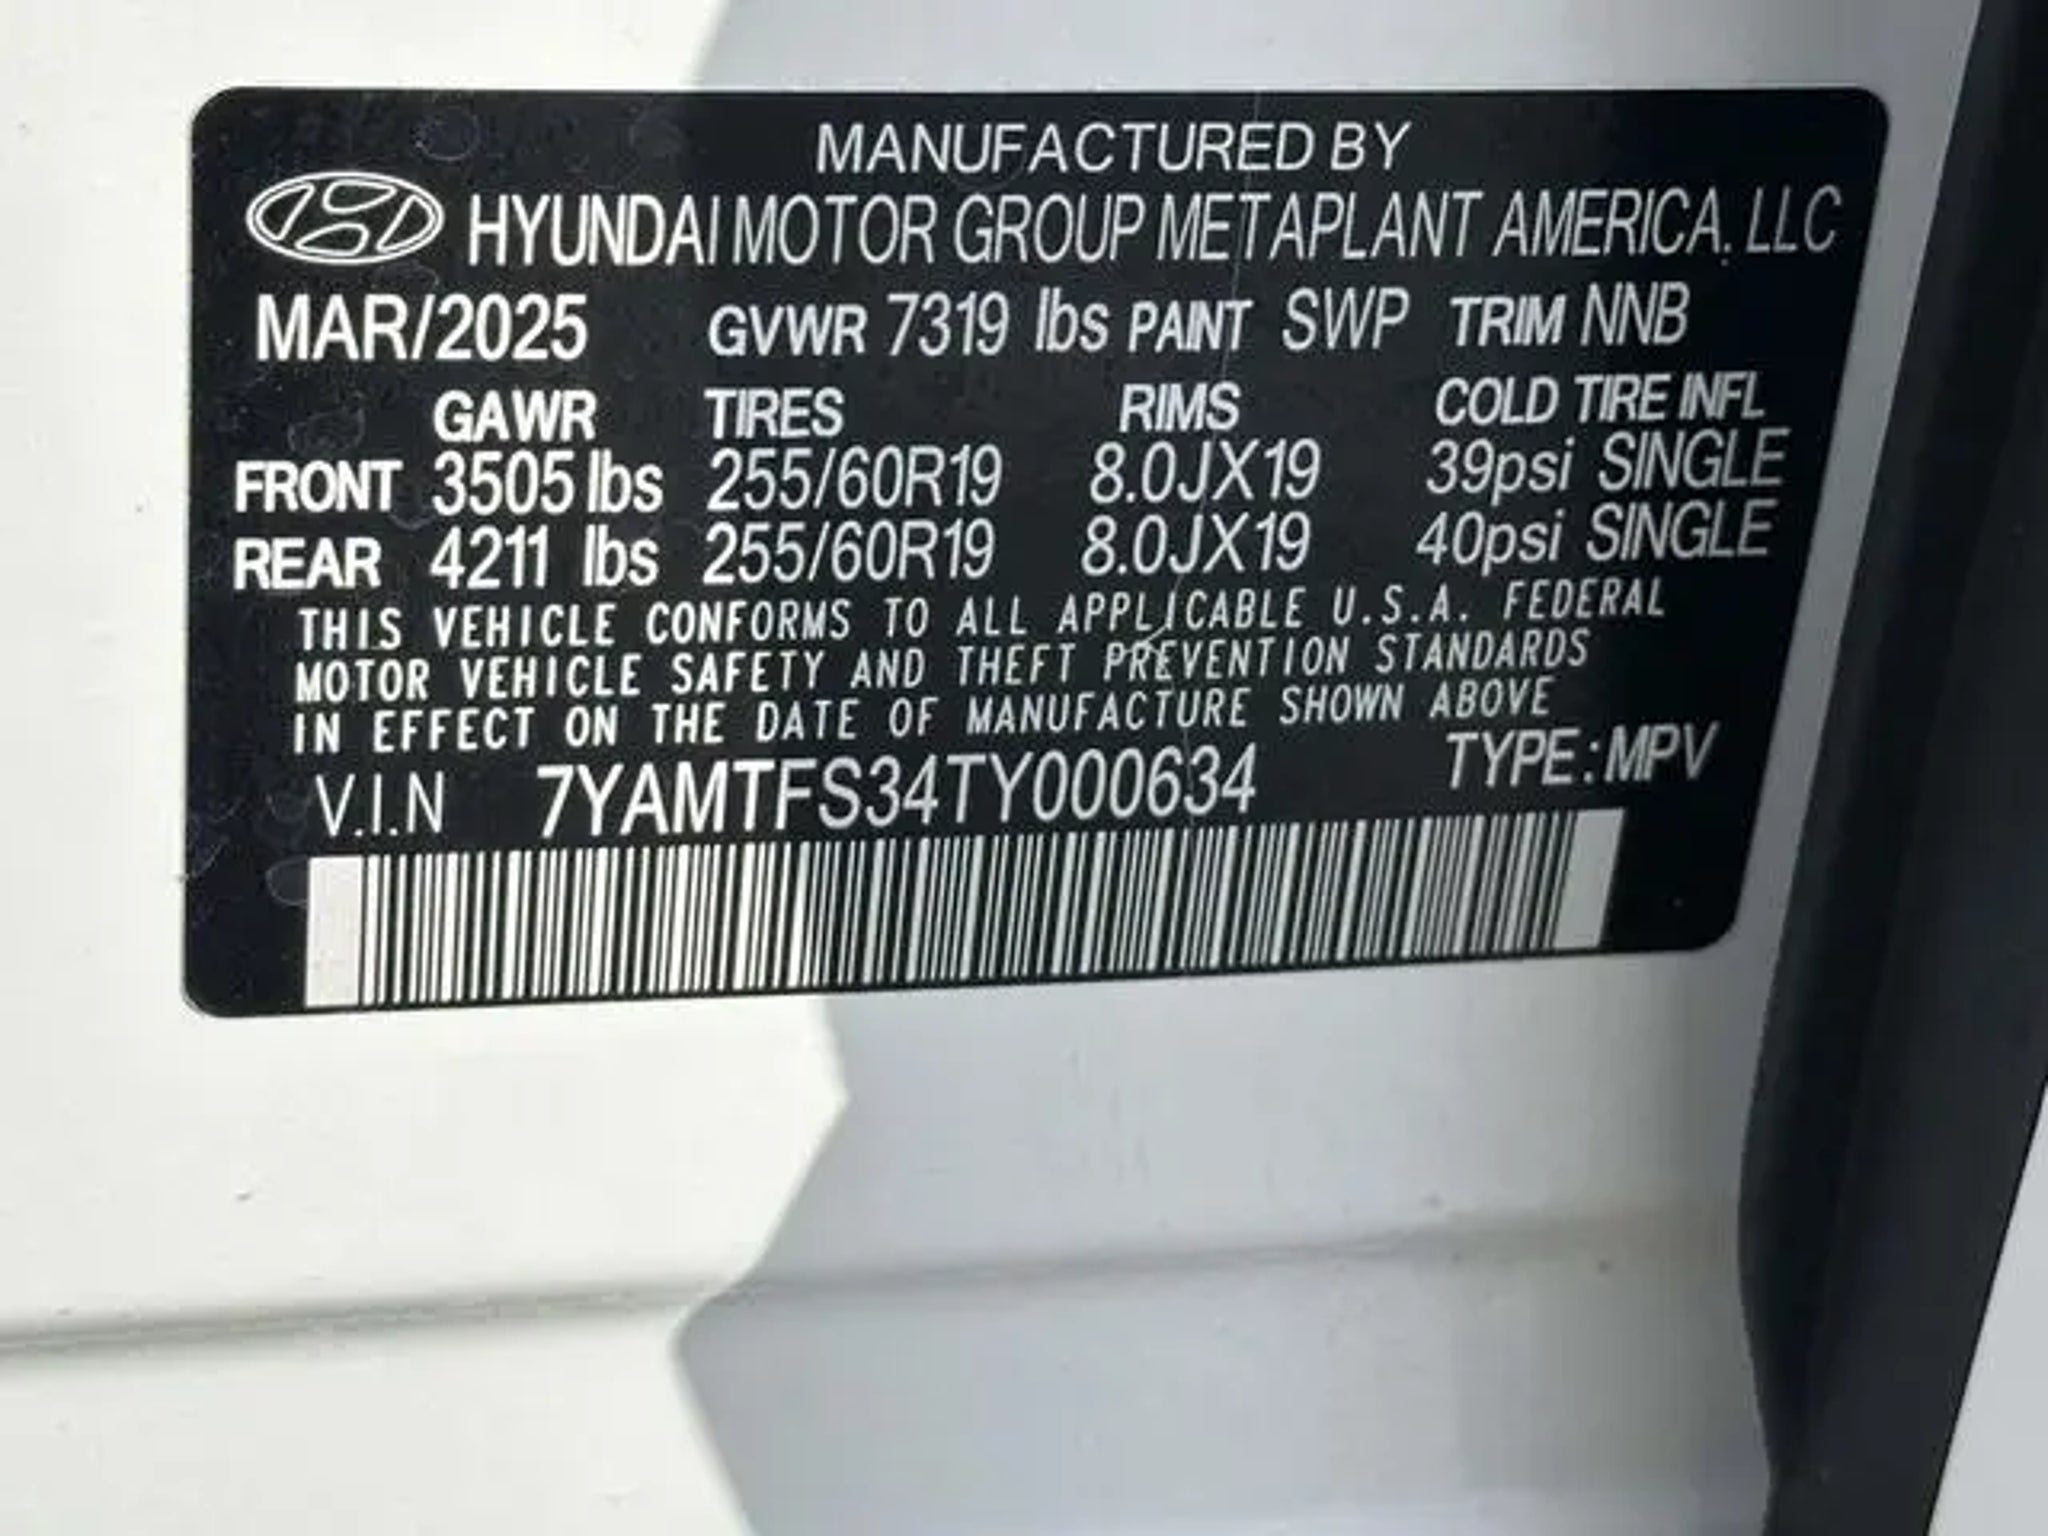 MANUFACTURED BY
HYUNDAI MOTOR GROUP METAPLANT AMERICA, LLC
MAR/2025 GVWR 7319 lbs PAINT SWP TRIM NNB
GAWR TIRES RIMS COLD TIRE INFL
FRONT 3505 lbs 255/60R19 8.0JX19 39psi SINGLE
REAR 4211 lbs 255/60R19 8.0JX19 40psi SINGLE
THIS VEHICLE CONFORMS TO ALL APPLICABLE U.S.A. FEDERAL
MOTOR VEHICLE SAFETY AND THEFT PREVENTION STANDARDS
IN EFFECT ON THE DATE OF MANUFACTURE SHOWN ABOVE
V.I.N 7YAMTFS34TY000634 TYPE: MPV